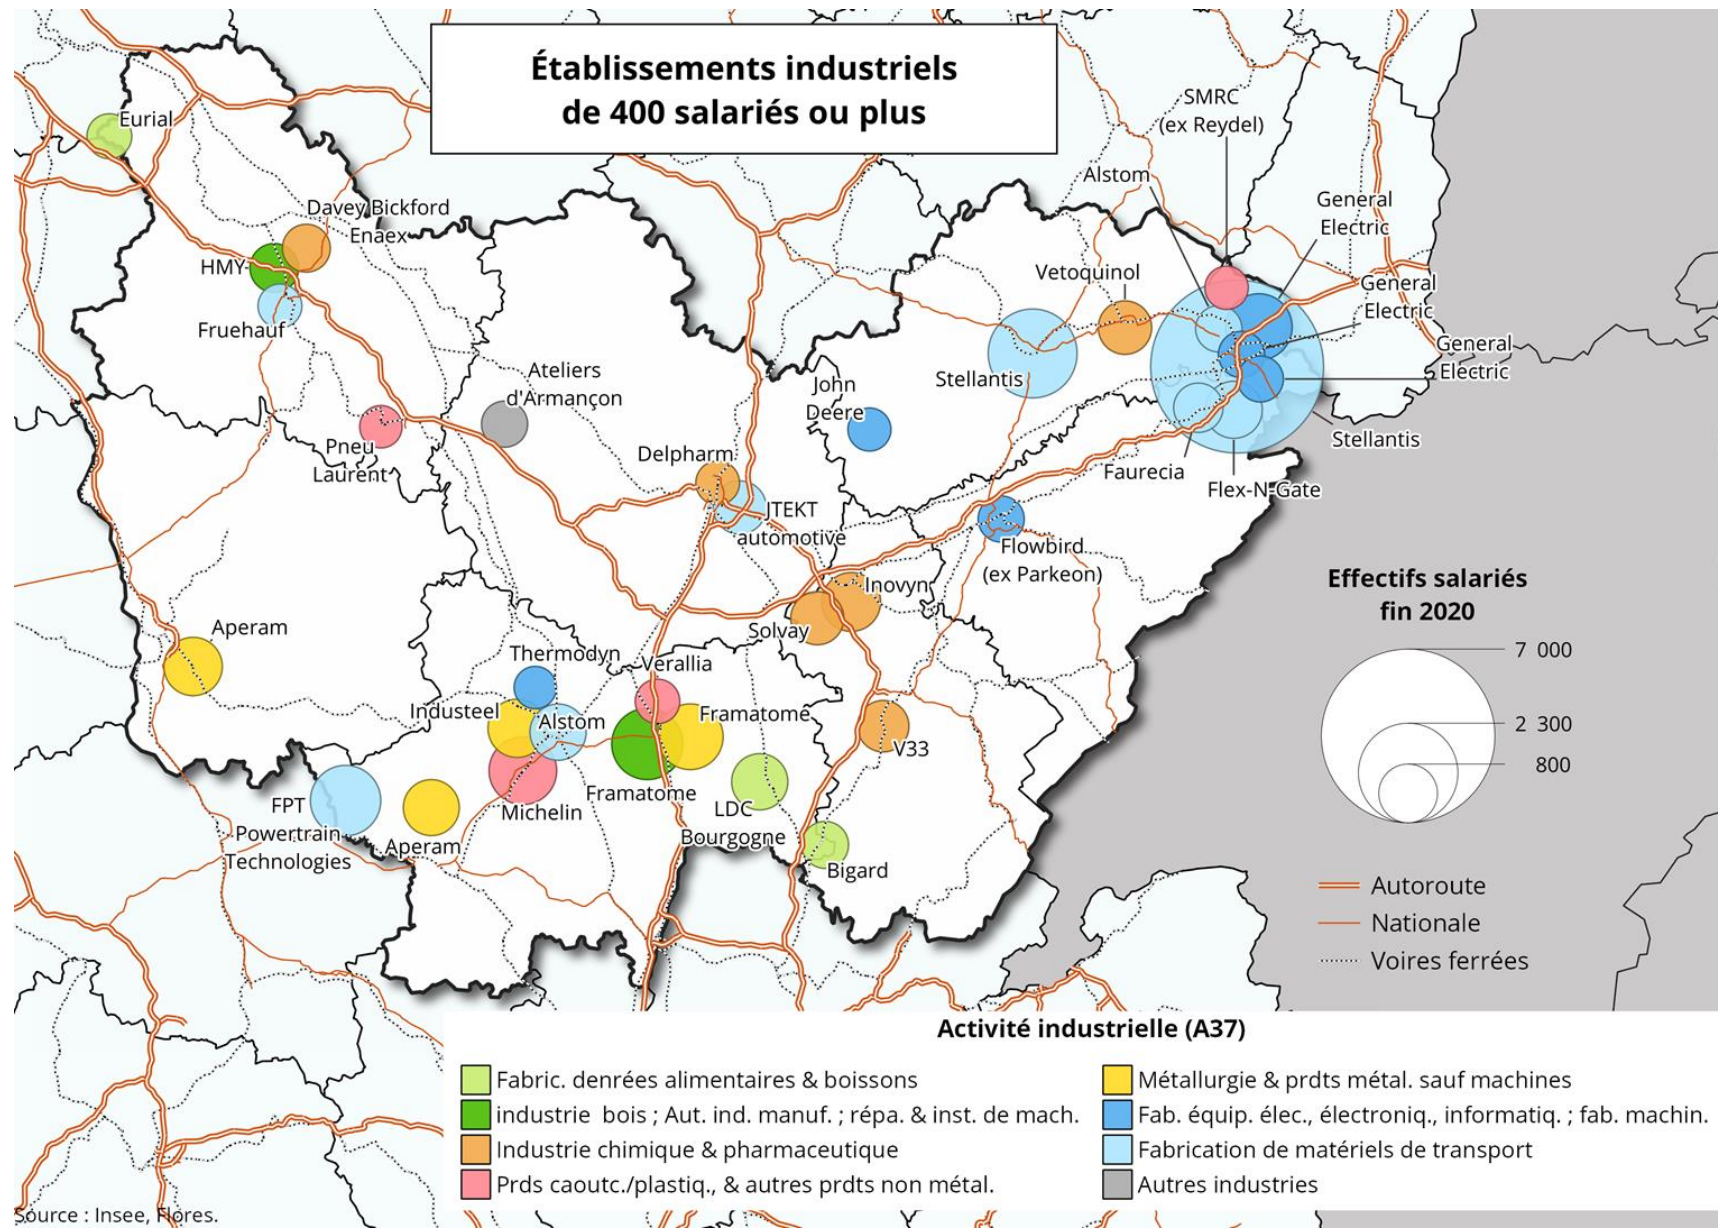 Établissements industriels
de 400 salariés ou plus
Eurial
SMRC
(ex Reydel)
Alstom
General
Electric
Davey Bickford
Enaex
HMY
Vetoquinol
General
Electric
Fruehauf
General
Electric
Ateliers
d'Armançon
Stellantis
John
Deere
Pneu
Laurent
Delpharm
Stellantis
Faurecia
Flex-N-Gate
JTEKT
automotive
Flowbird
(ex Parkeon)
Inovyn
Solvay
Aperam
Thermodyn
Verallia
Industeel
Alstom
Framatome
V33
Michelin
Framatome
LDC
Bourgogne
FPT
Powertrain
Technologies
Aperam
Bigard
Effectifs salariés
fin 2020
7 000
2 300
800
Autoroute
Nationale
Voires ferrées
Activité industrielle (A37)
Fabric. denrées alimentaires & boissons
industrie bois ; Aut. ind. manuf. ; répa. & inst. de mach.
Industrie chimique & pharmaceutique
Prds caoutc./plastiq., & autres prdts non métal.
Métallurgie & prdts métal. sauf machines
Fab. équip. élec., électroniq., informatiq. ; fab. machin.
Fabrication de matériels de transport
Autres industries
Source : Insee, Flores.